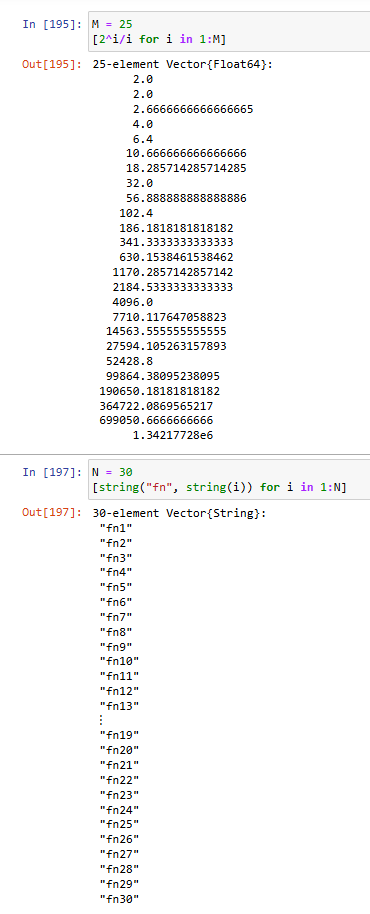 In [195]: M = 25
[2^i/i for i in 1:M]
Out[195]: 25-element Vector{Float64}:
2.0
2.0
2.6666666666666665
4.0
6.4
10.666666666666666
18.285714285714285
32.0
56.888888888888886
102.4
186.1818181818182
341.3333333333333
630.1538461538462
1170.2857142857142
2184.5333333333333
4096.0
7710.117647058823
14563.555555555555
27594.105263157893
52428.8
99864.38095238095
190650.18181818182
364722.0869565217
699050.6666666666
1.34217728e6
In [197]: N = 30
[string("fn", string(i)) for i in 1:N]
Out[197]: 30-element Vector{String}:
"fn1"
"fn2"
"fn3"
"fn4"
"fn5"
"fn6"
"fn7"
"fn8"
"fn9"
"fn10"
"fn11"
"fn12"
"fn13"
⋮
"fn19"
"fn20"
"fn21"
"fn22"
"fn23"
"fn24"
"fn25"
"fn26"
"fn27"
"fn28"
"fn29"
"fn30"